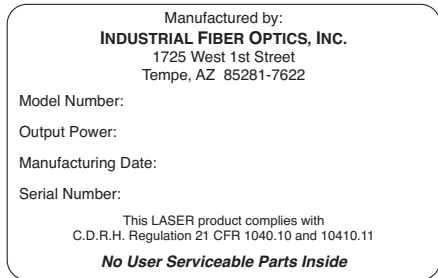 Manufactured by:
INDUSTRIAL FIBER OPTICS, INC.
1725 West 1st Street
Tempe, AZ 85281-7622
Model Number:
Output Power:
Manufacturing Date:
Serial Number:
This LASER product complies with
C.D.R.H. Regulation 21 CFR 1040.10 and 10410.11
No User Serviceable Parts Inside